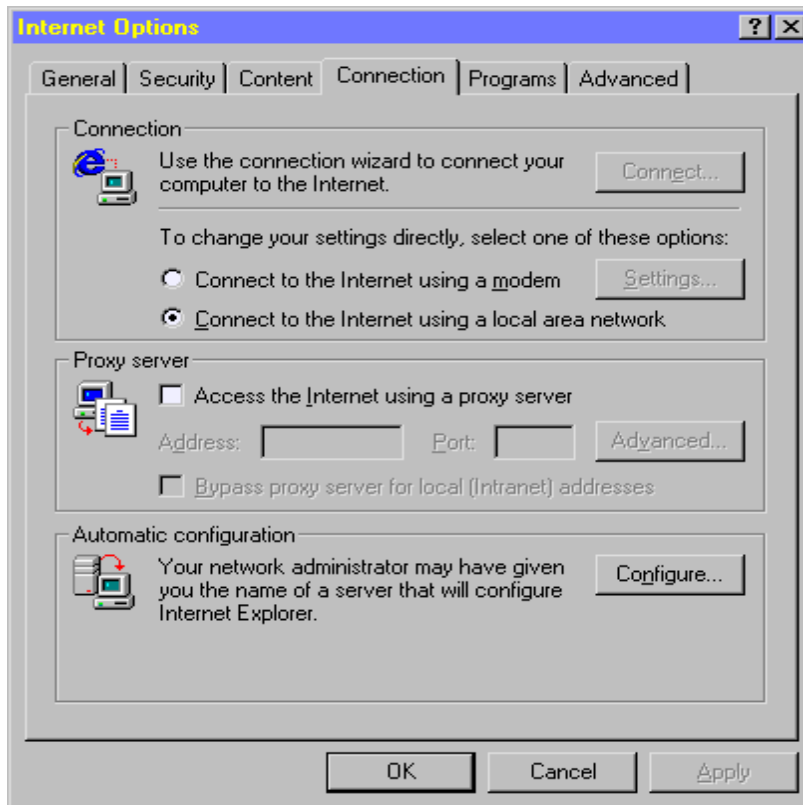 Internet Options
General Security Content Connection Programs Advanced
Connection
Use the connection wizard to connect your
computer to the Internet.
Connect...
To change your settings directly, select one of these options:
Connect to the Internet using a modem
Settings...
Connect to the Internet using a local area network
Proxy server
Access the Internet using a proxy server
Address: Port: Advanced...
Bypass proxy server for local (Intranet) addresses
Automatic configuration
Your network administrator may have given
you the name of a server that will configure
Internet Explorer.
Configure...
OK Cancel Apply